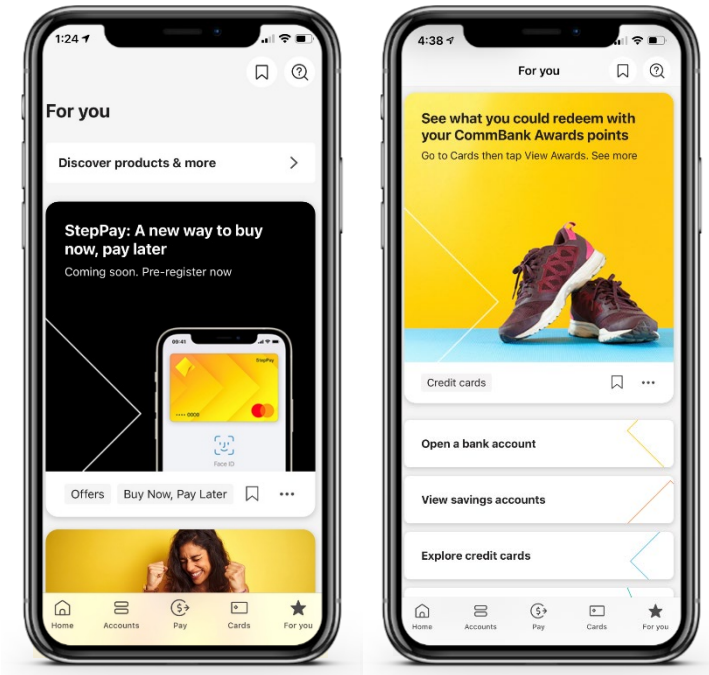 1:24
For you
Discover products & more
StepPay: A new way to buy
now, pay later
Coming soon. Pre-register now
09:41
StepPay
•••• 0000
Face ID
Offers
Buy Now, Pay Later
Home
Accounts
Pay
Cards
For you
4:38
For you
See what you could redeem with
your CommBank Awards points
Go to Cards then tap View Awards. See more
Credit cards
Open a bank account
View savings accounts
Explore credit cards
Home
Accounts
Pay
Cards
For you